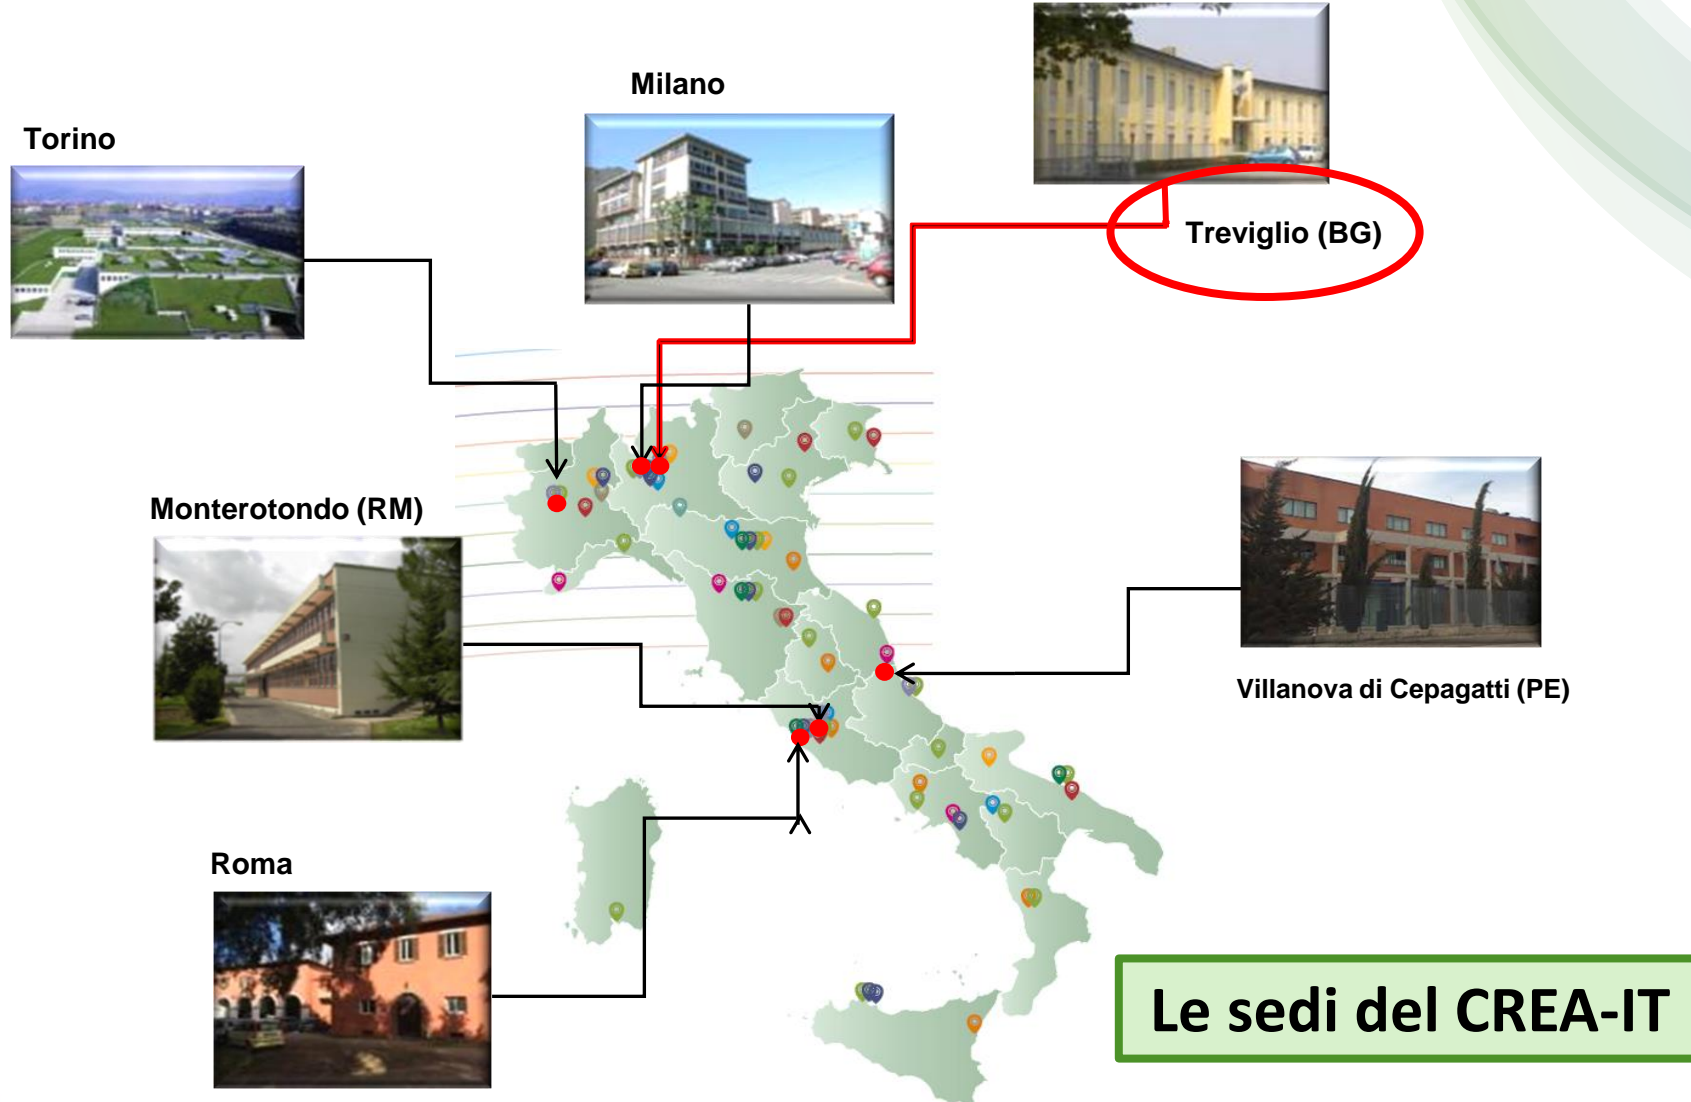 Milano
Torino
Treviglio (BG)
Monterotondo (RM)
Villanova di Cepagatti (PE)
Roma
Le sedi del CREA-IT